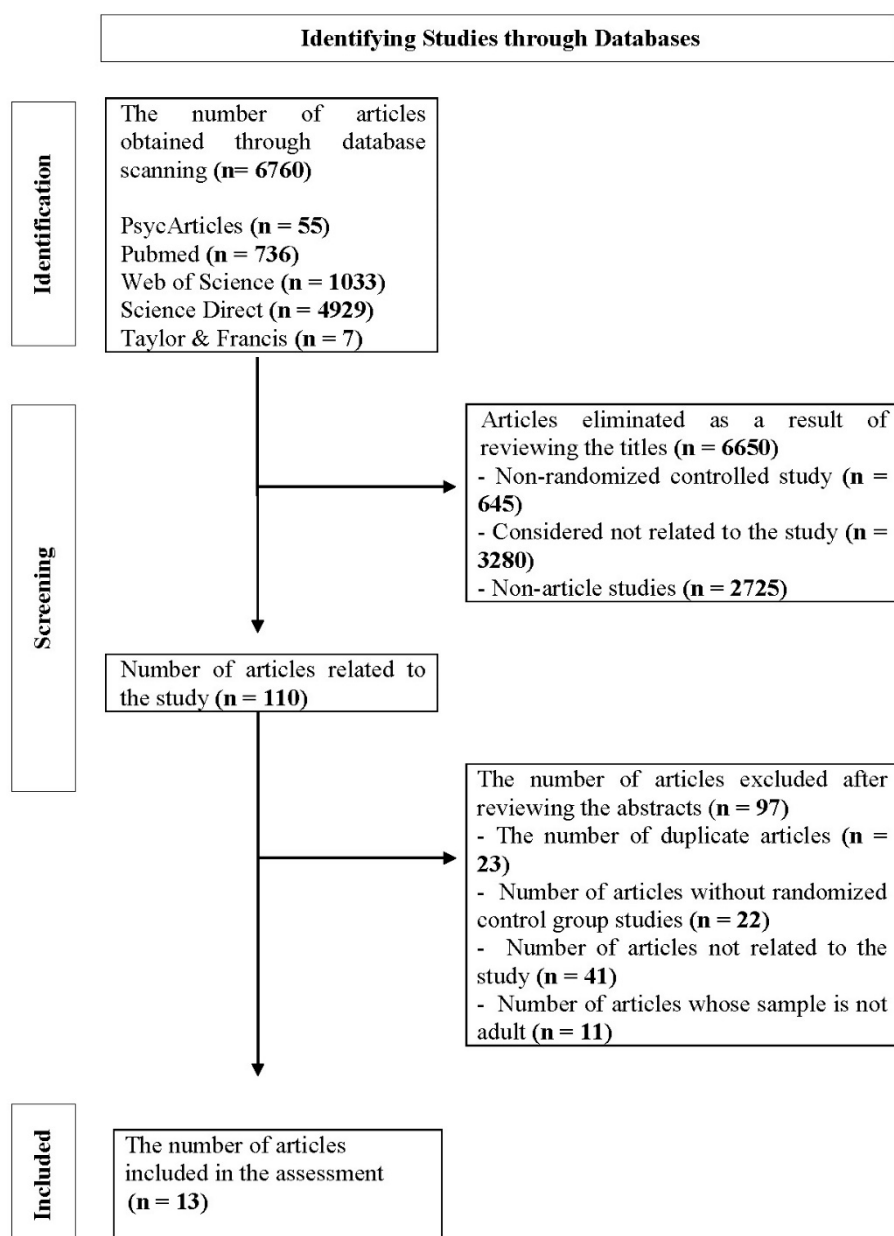 Identifying Studies through Databases
Identification
The number of articles
obtained through database
scanning (n= 6760)
PsycArticles (n = 55)
Pubmed (n = 736)
Web of Science (n = 1033)
Science Direct (n = 4929)
Taylor & Francis (n = 7)
Screening
Articles eliminated as a result of
reviewing the titles (n = 6650)
- Non-randomized controlled study (n =
645)
- Considered not related to the study (n =
3280)
- Non-article studies (n = 2725)
Number of articles related to
the study (n = 110)
The number of articles excluded after
reviewing the abstracts (n = 97)
- The number of duplicate articles (n =
23)
- Number of articles without randomized
control group studies (n = 22)
- Number of articles not related to the
study (n = 41)
- Number of articles whose sample is not
adult (n = 11)
Included
The number of articles
included in the assessment
(n = 13)